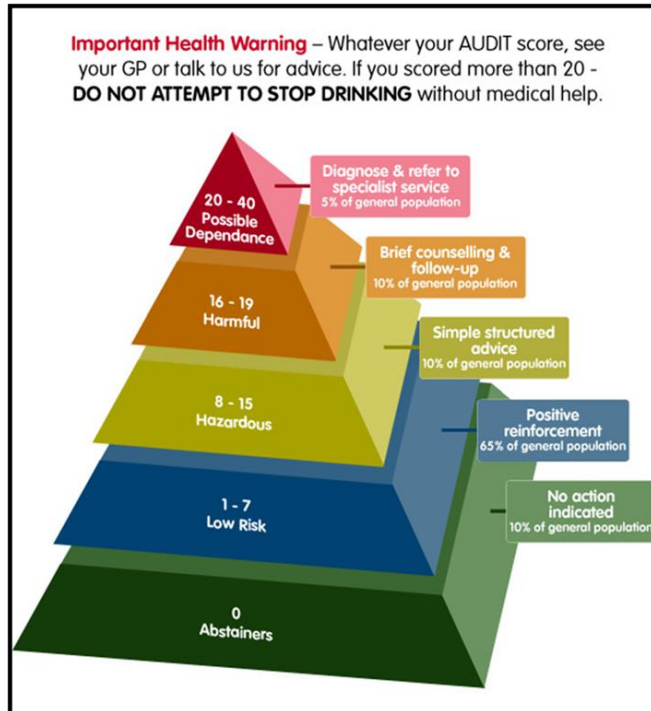 Important Health Warning – Whatever your AUDIT score, see
your GP or talk to us for advice. If you scored more than 20 -
DO NOT ATTEMPT TO STOP DRINKING without medical help.
20 - 40
Possible
Dependance
Diagnose & refer to
specialist service
5% of general population
16 - 19
Harmful
Brief counselling &
follow-up
10% of general population
8 - 15
Hazardous
Simple structured
advice
10% of general population
1 - 7
Low Risk
Positive
reinforcement
65% of general population
0
Abstainers
No action
indicated
10% of general population